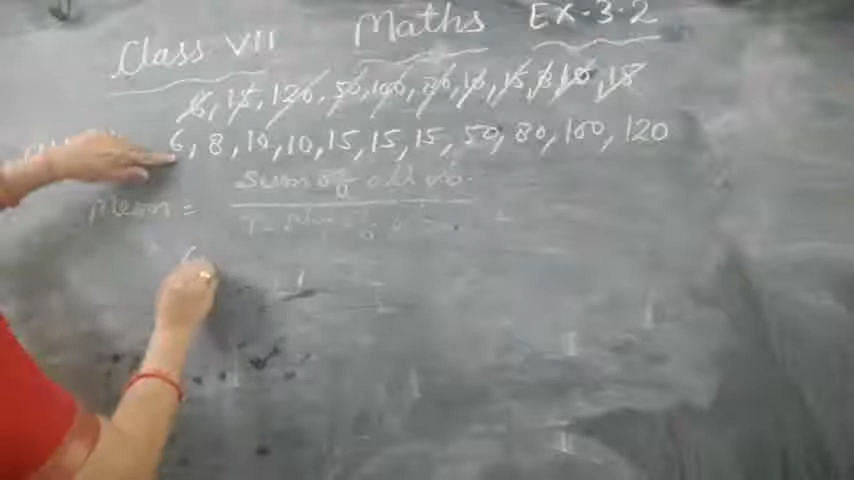 Class VII Maths Ex-3.2
6, 15, 120, 50, 100, 80, 10, 15, 8, 10, 15
6, 8, 10, 10, 15, 15, 15, 50, 80, 100, 120
Sum of all no.
Mean =